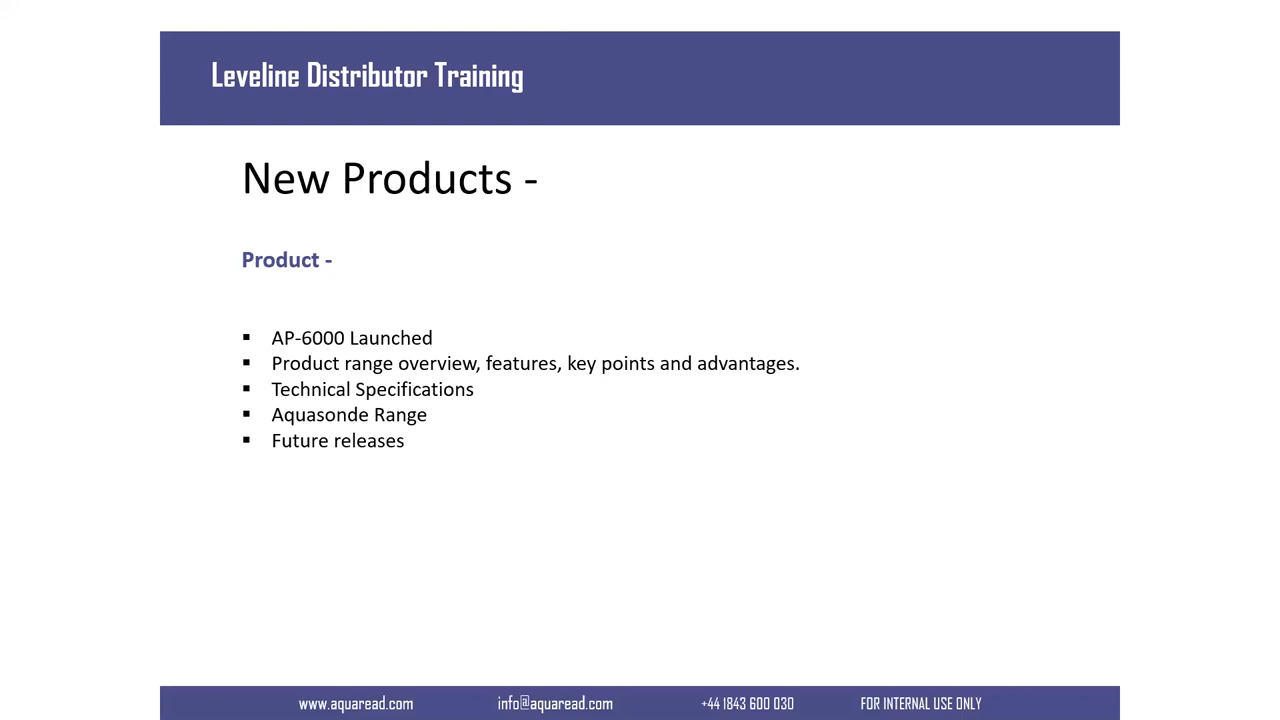 Leveline Distributor Training
New Products -
Product -
▪ AP-6000 Launched
▪ Product range overview, features, key points and advantages.
▪ Technical Specifications
▪ Aquasonde Range
▪ Future releases
www.aquaread.com info@aquaread.com +44 1843 600 030 FOR INTERNAL USE ONLY